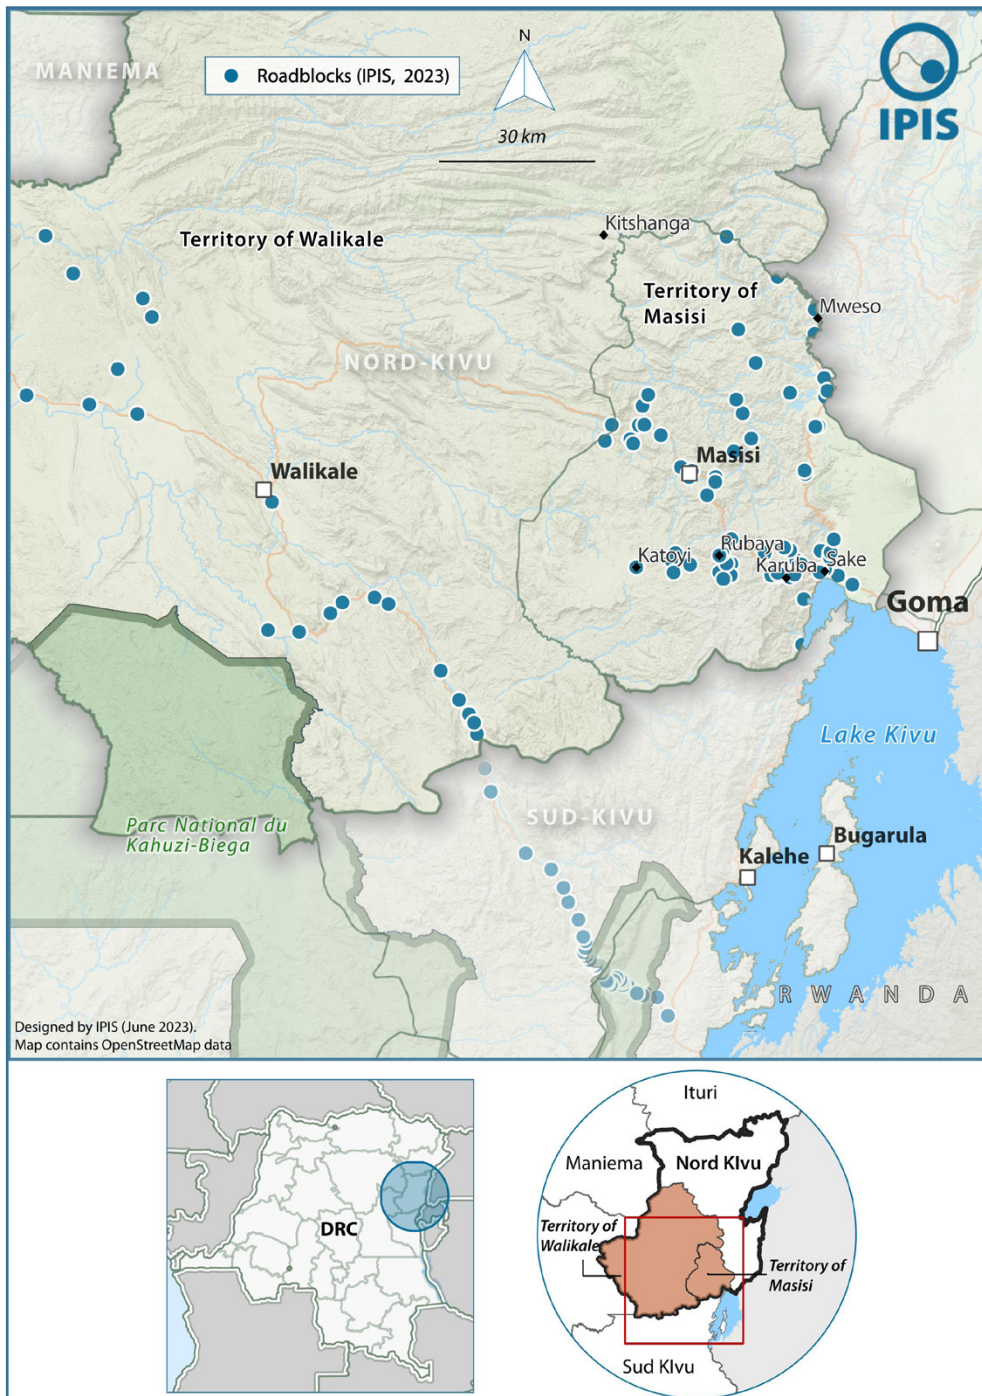 MANIEMA
Roadblocks (IPIS, 2023)
N
30 km
IPIS
Kitshanga
Territory of Walikale
Territory of
Masisi
Mweso
NORD-KIVU
Masisi
Walikale
Rubaya
Katoyi
Karuba
Sake
Goma
Lake Kivu
SUD-KIVU
Parc National du
Kahuzi-Biega
Bugarula
Kalehe
RWANDA
Designed by IPIS (June 2023).
Map contains OpenStreetMap data
DRC
Ituri
Maniema
Nord KIvu
Territory of
Walikale
Territory of
Masisi
Sud KIvu